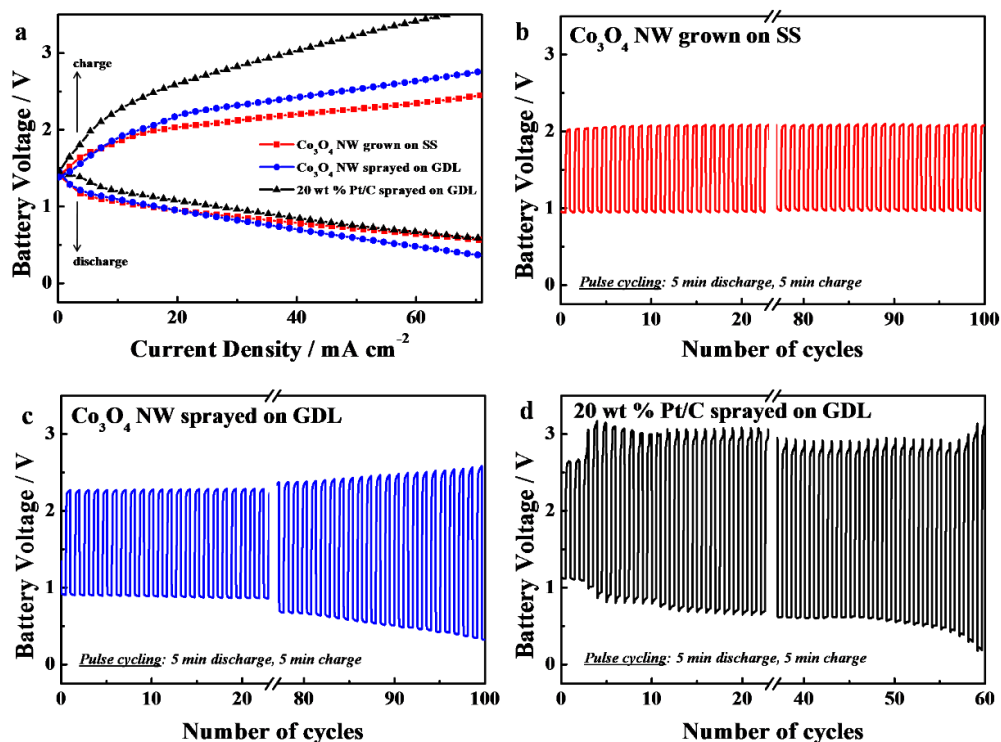 a
charge
discharge
Co₃O₄ NW grown on SS
Co₃O₄ NW sprayed on GDL
20 wt % Pt/C sprayed on GDL
Battery Voltage / V
3
2
1
0
0 20 40 60
Current Density / mA cm⁻²
b
Co₃O₄ NW grown on SS
Pulse cycling: 5 min discharge, 5 min charge
Battery Voltage / V
3
2
1
0
0 10 20 80 90 100
Number of cycles
c
Co₃O₄ NW sprayed on GDL
Pulse cycling: 5 min discharge, 5 min charge
Battery Voltage / V
3
2
1
0
0 10 20 80 90 100
Number of cycles
d
20 wt % Pt/C sprayed on GDL
Pulse cycling: 5 min discharge, 5 min charge
Battery Voltage / V
3
2
1
0
0 10 20 40 50 60
Number of cycles